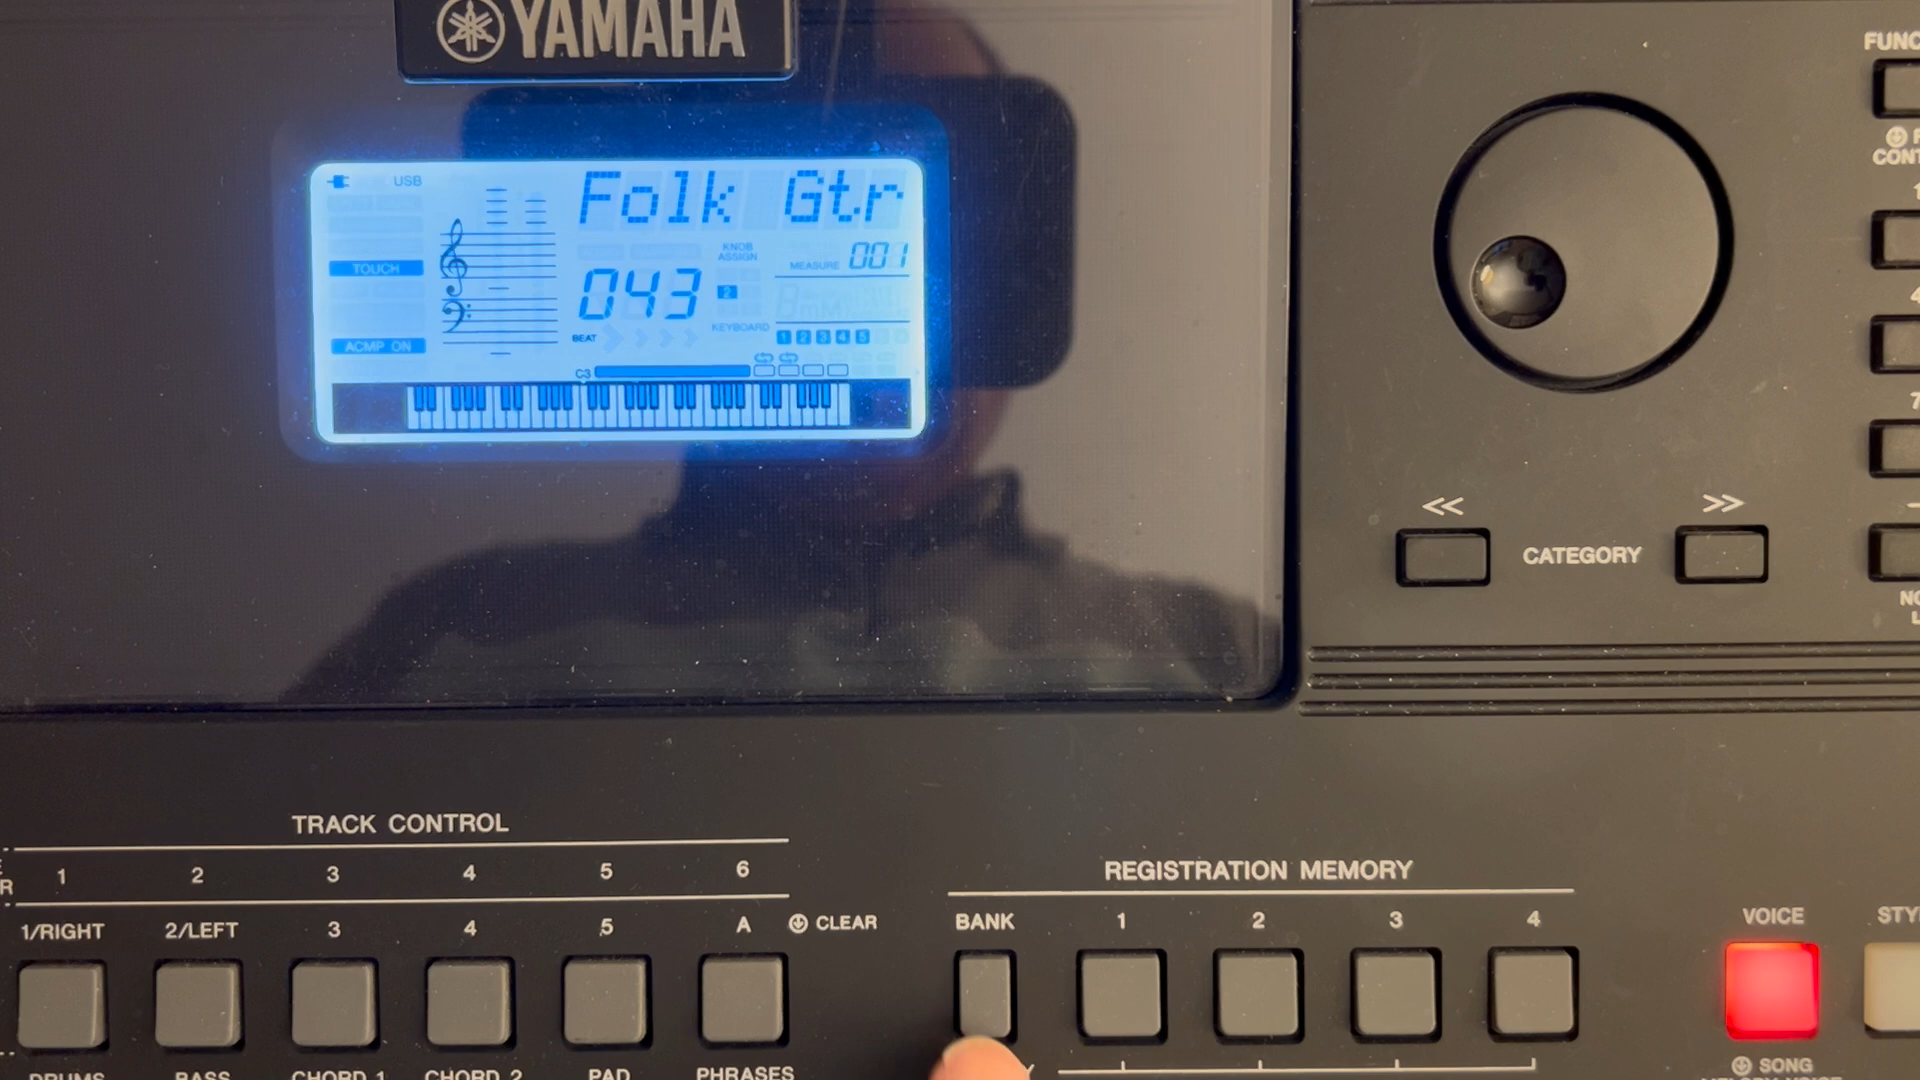 YAMAHA
USB
Folk Gtr
KNOB
ASSIGN
MEASURE 001
TOUCH
043
2
KEYBOARD
BEAT
1 2 3 4 5
ACMP ON
C3
<< CATEGORY >>
TRACK CONTROL
1 2 3 4 5 6
1/RIGHT 2/LEFT 3 4 5 A CLEAR
DRUMS BASS CHORD 1 CHORD 2 PAD PHRASES
REGISTRATION MEMORY
BANK 1 2 3 4
VOICE
SONG